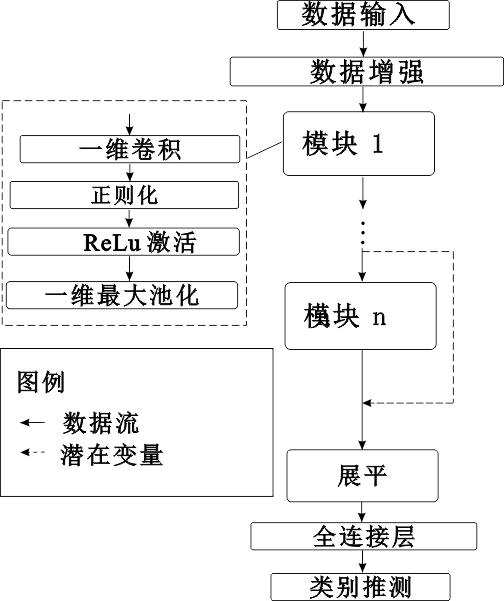 数据输入
数据增强
模块 1
一维卷积
正则化
ReLu 激活
一维最大池化
模块 n
图例
数据流
潜在变量
展平
全连接层
类别推测